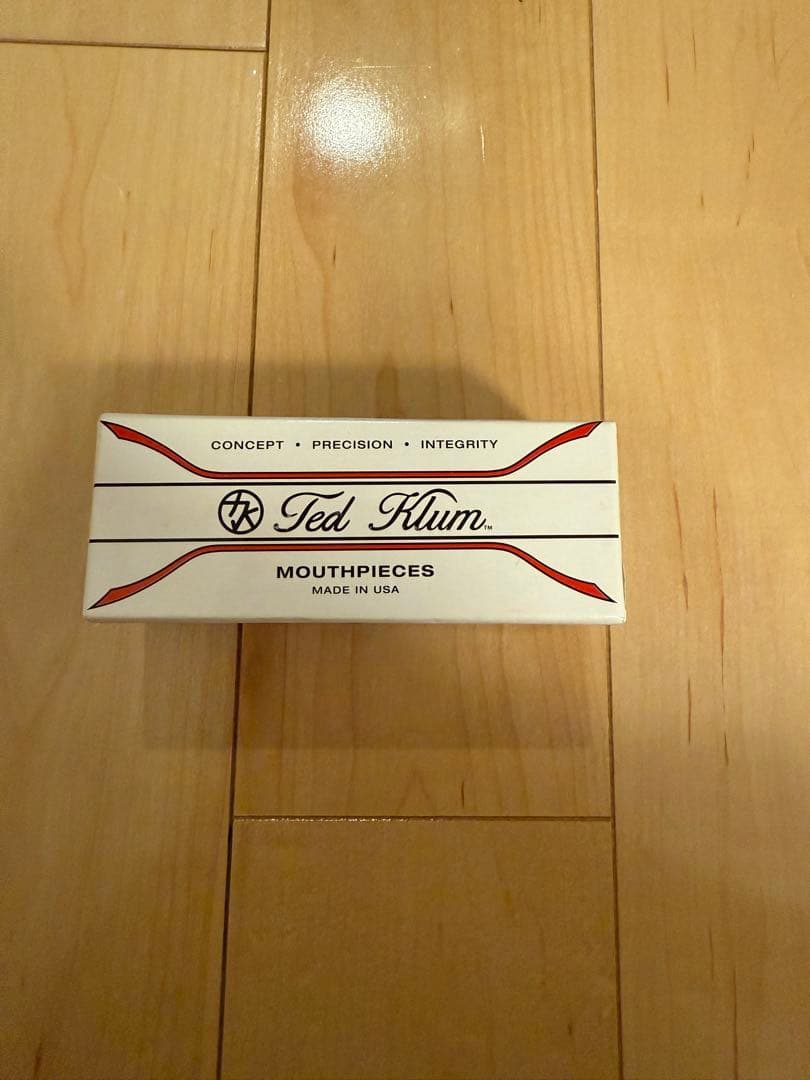 CONCEPT • PRECISION • INTEGRITY
TK Ted Klum™
MOUTHPIECES
MADE IN USA